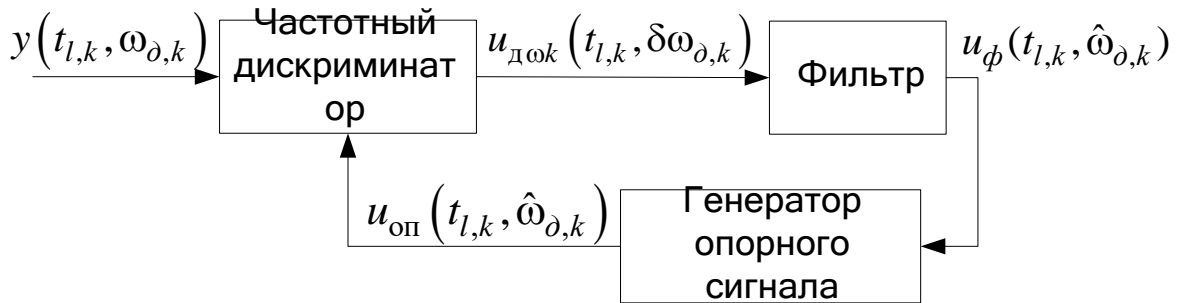 Частотный
дискриминат
ор
Фильтр
Генератор
опорного
сигнала
y(t_{l,k}, ω_{д,k})
u_{дωk}(t_{l,k}, δω_{д,k})
u_ф(t_{l,k}, ω̂_{д,k})
u_{оп}(t_{l,k}, ω̂_{д,k})